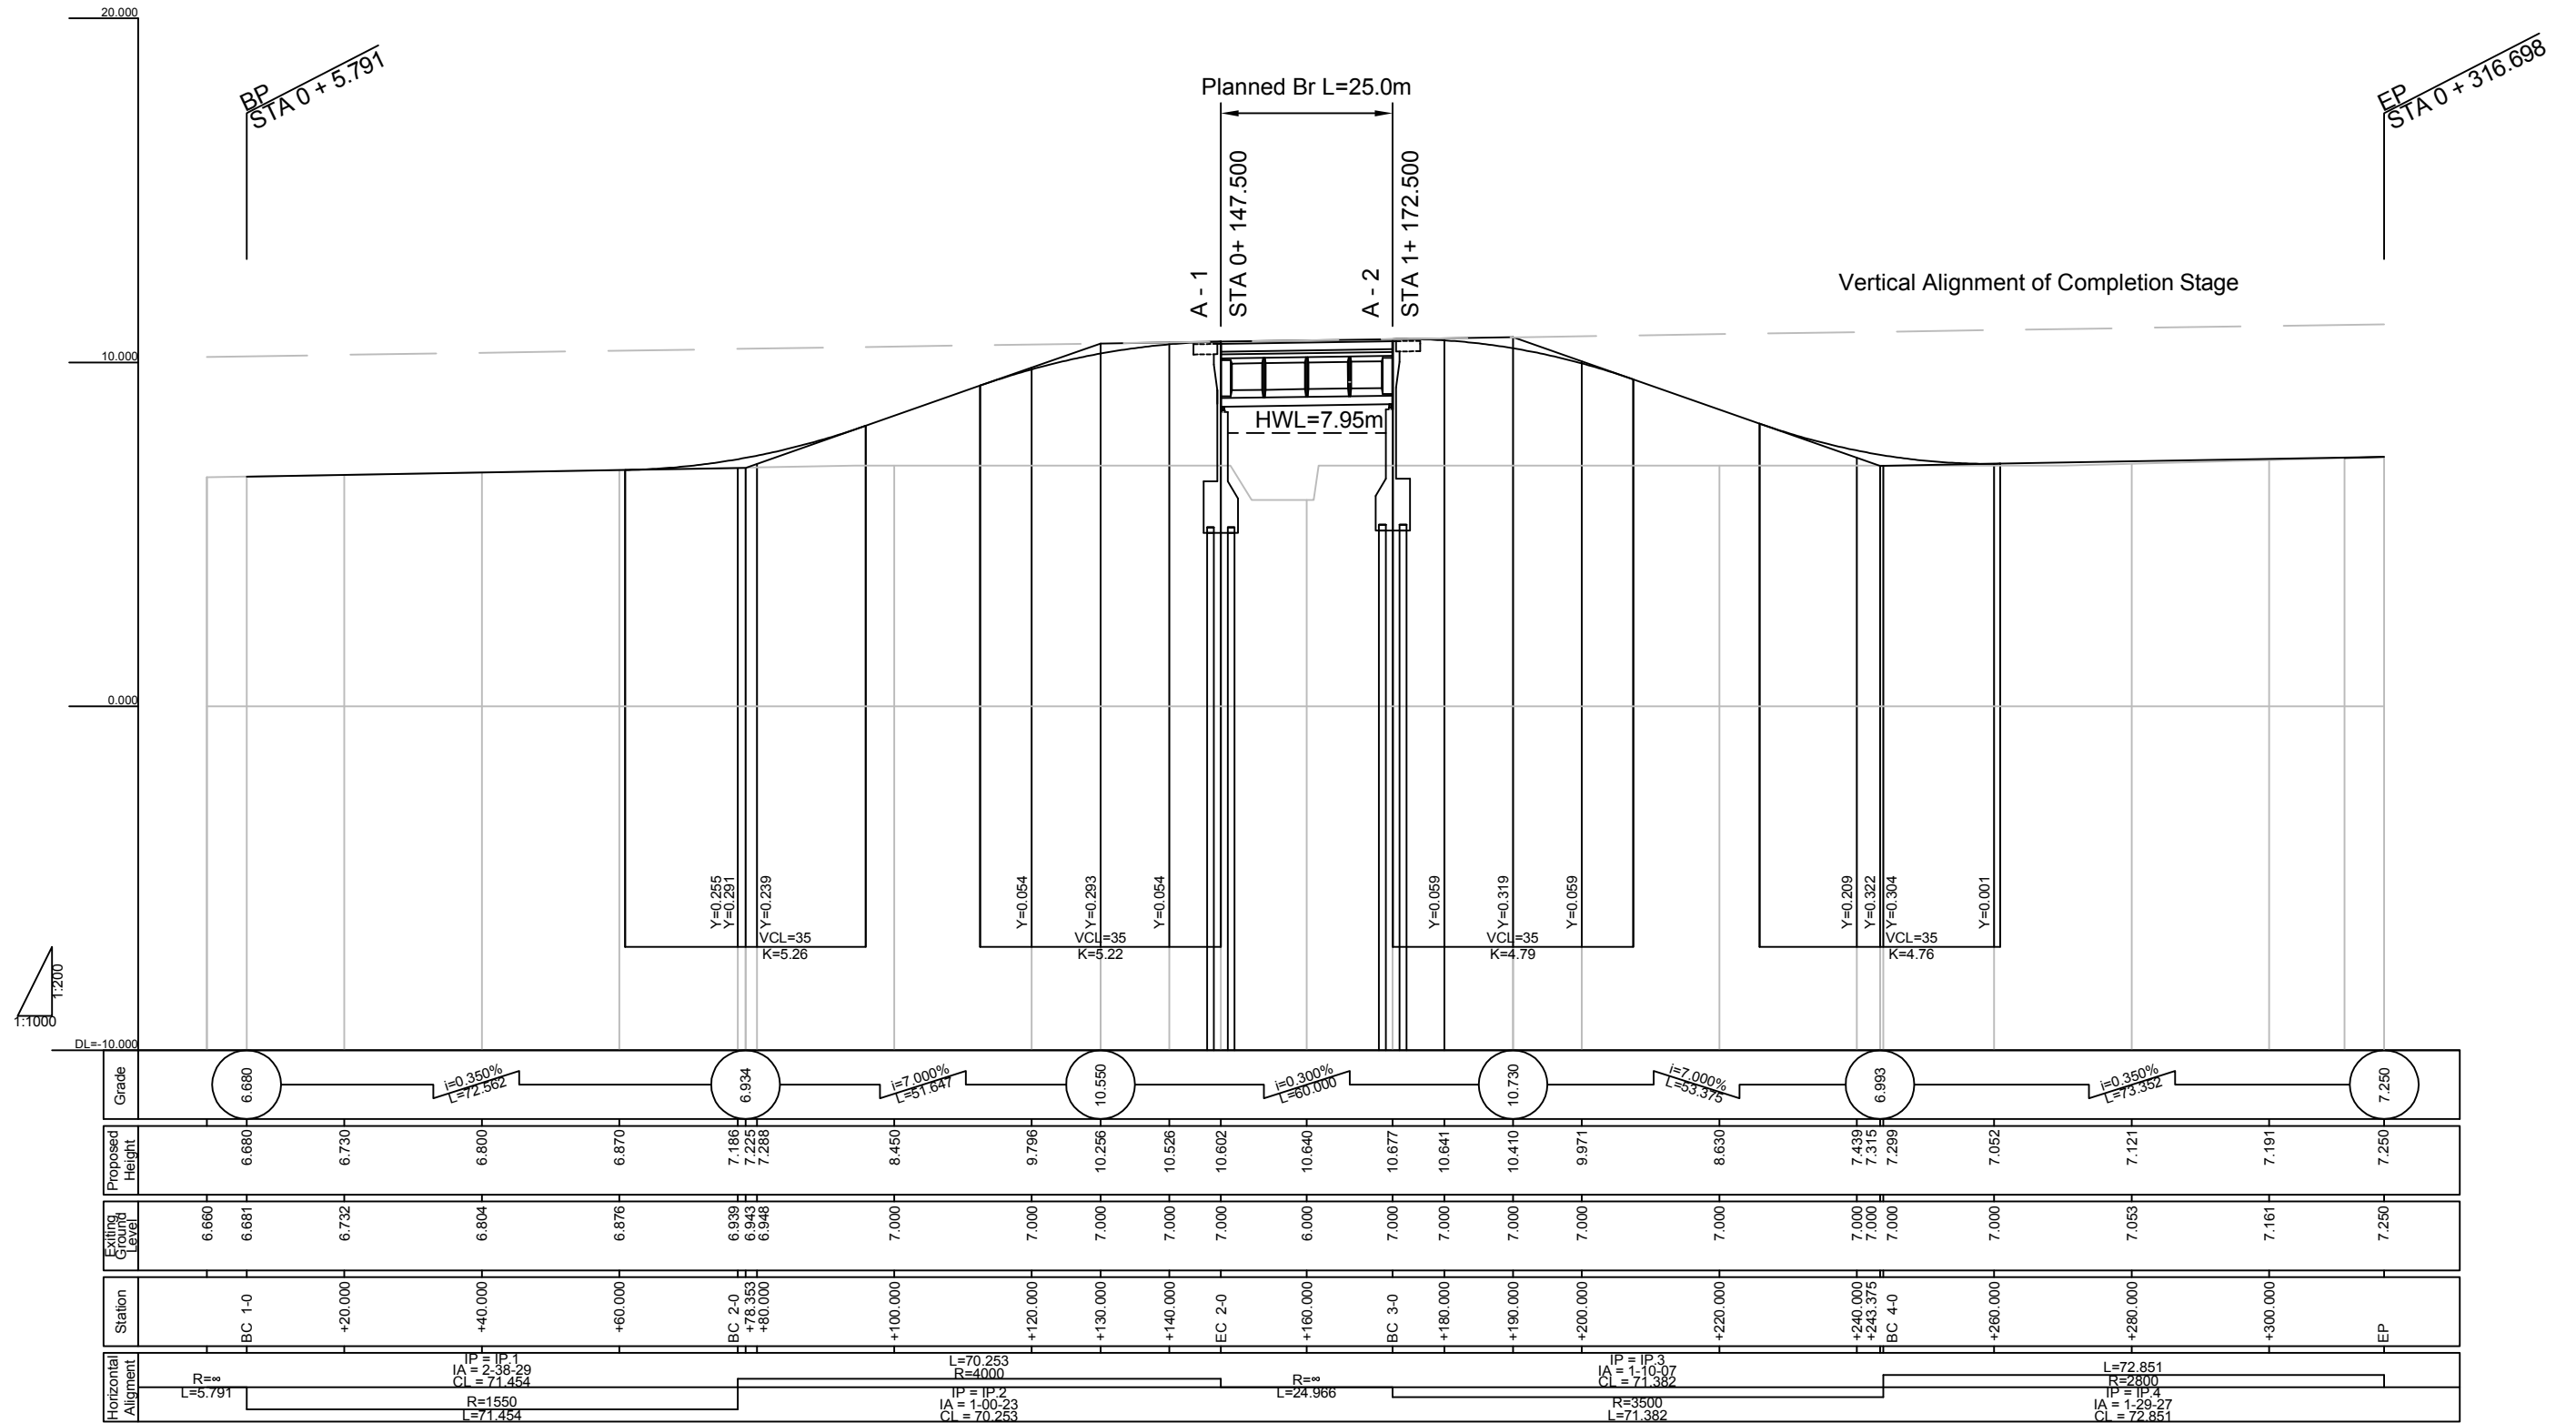 20.000
BP
STA 0 + 5.791
Planned Br L=25.0m
EP
STA 0 + 316.698
A - 1
STA 0+ 147.500
A - 2
STA 1+ 172.500
Vertical Alignment of Completion Stage
10.000
HWL=7.95m
0.000
Y=0.255
Y=0.291
Y=0.239
VCL=35
K=5.26
Y=0.054
Y=0.293
Y=0.054
VCL=35
K=5.22
Y=0.059
Y=0.319
Y=0.059
VCL=35
K=4.79
Y=0.209
Y=0.322
Y=0.304
Y=0.001
VCL=35
K=4.76
1:200
1:1000
DL=-10.000
Grade
6.680
i=0.350%
L=72.562
6.934
i=7.000%
L=51.647
10.550
i=0.300%
L=60.000
10.730
i=7.000%
L=53.375
6.993
i=0.350%
L=73.352
7.250
Proposed
Height
6.680
6.730
6.800
6.870
7.186
7.225
7.288
8.450
9.796
10.256
10.526
10.602
10.640
10.677
10.641
10.410
9.971
8.630
7.439
7.315
7.299
7.052
7.121
7.191
7.250
Exiting
Ground
Level
6.660
6.681
6.732
6.804
6.876
6.939
6.943
6.948
7.000
7.000
7.000
7.000
7.000
6.000
7.000
7.000
7.000
7.000
7.000
7.000
7.000
7.000
7.000
7.053
7.161
7.250
Station
BC 1-0
+20.000
+40.000
+60.000
BC 2-0
+78.353
+80.000
+100.000
+120.000
+130.000
+140.000
EC 2-0
+160.000
BC 3-0
+180.000
+190.000
+200.000
+220.000
+240.000
+243.375
BC 4-0
+260.000
+280.000
+300.0000
EP
Horizontal
Aligment
R=∞
L=5.791
IP = IP.1
IA = 2-38-29
CL = 71.454
R=1550
L=71.454
L=70.253
R=4000
IP = IP.2
IA = 1-00-23
CL = 70.253
R=∞
L=24.966
IP = IP.3
IA = 1-10-07
CL = 71.382
R=3500
L=71.382
L=72.851
R=2800
IP = IP.4
IA = 1-29-27
CL = 72.851